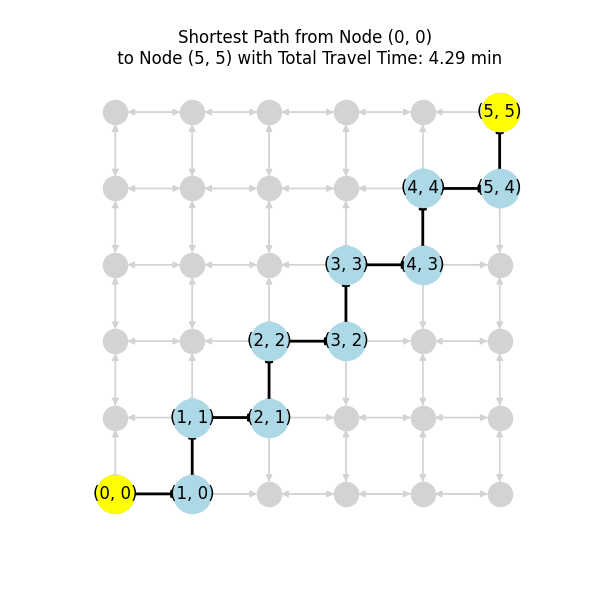 Shortest Path from Node (0, 0)
to Node (5, 5) with Total Travel Time: 4.29 min
(5, 5)
(4, 4) (5, 4)
(3, 3) (4, 3)
(2, 2) (3, 2)
(1, 1) (2, 1)
(0, 0) (1, 0)